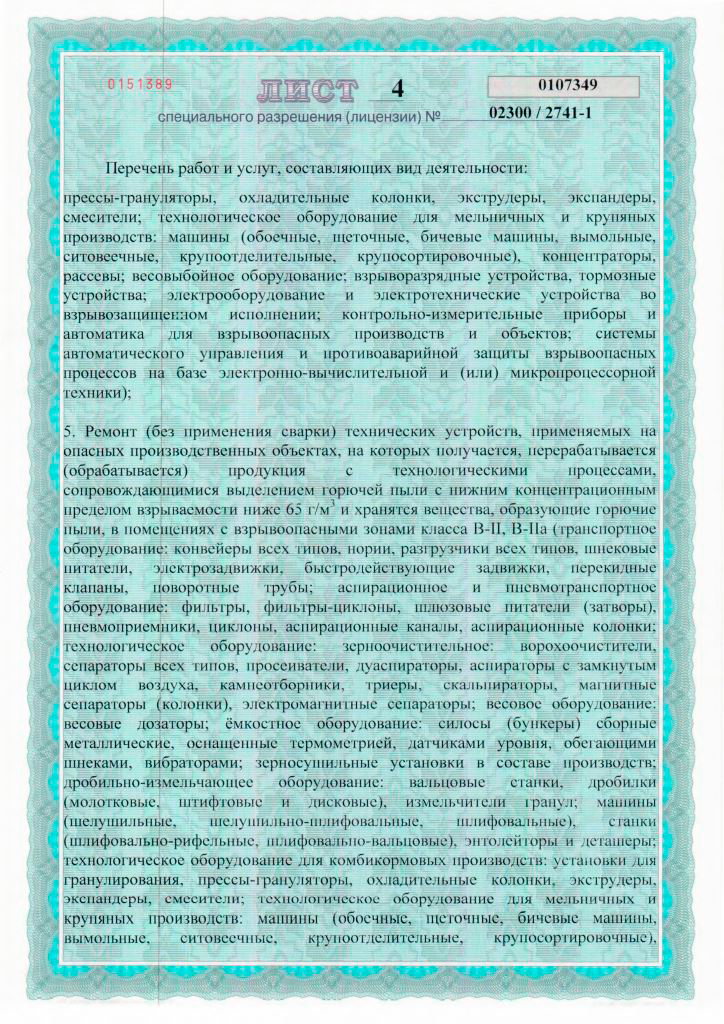 0151389
ЛИСТ 4
0107349
специального разрешения (лицензии) № 02300 / 2741-1
Перечень работ и услуг, составляющих вид деятельности:
прессы-грануляторы, охладительные колонки, экструдеры, экспандеры,
смесители; технологическое оборудование для мельничных и крупяных
производств: машины (обоечные, щеточные, бичевые машины, вымольные,
ситовеечные, крупоотделительные, крупосортировочные), концентраторы,
рассевы; весовыбойное оборудование; взрыворазрядные устройства, тормозные
устройства; электрооборудование и электротехнические устройства во
взрывозащищенном исполнении; контрольно-измерительные приборы и
автоматика для взрывоопасных производств и объектов; системы
автоматического управления и противоаварийной защиты взрывоопасных
процессов на базе электронно-вычислительной и (или) микропроцессорной
техники);
5. Ремонт (без применения сварки) технических устройств, применяемых на
опасных производственных объектах, на которых получается, перерабатывается
(обрабатывается) продукция с технологическими процессами,
сопровождающимися выделением горючей пыли с нижним концентрационным
пределом взрываемости ниже 65 г/м³ и хранятся вещества, образующие горючие
пыли, в помещениях с взрывоопасными зонами класса В-II, В-IIа (транспортное
оборудование: конвейеры всех типов, нории, разгрузчики всех типов, шнековые
питатели, электрозадвижки, быстродействующие задвижки, перекидные
клапаны, поворотные трубы; аспирационное и пневмотранспортное
оборудование: фильтры, фильтры-циклоны, шлюзовые питатели (затворы),
пневмоприемники, циклоны, аспирационные каналы, аспирационные колонки;
технологическое оборудование: зерноочистительное: ворохоочистители,
сепараторы всех типов, просеиватели, дуаспираторы, аспираторы с замкнутым
циклом воздуха, камнеотборники, триеры, скальпираторы, магнитные
сепараторы (колонки), электромагнитные сепараторы; весовое оборудование:
весовые дозаторы; ёмкостное оборудование: силосы (бункеры) сборные
металлические, оснащенные термометрией, датчиками уровня, обегающими
шнеками, вибраторами; зерносушильные установки в составе производств;
дробильно-измельчающее оборудование: вальцовые станки, дробилки
(молотковые, штифтовые и дисковые), измельчители гранул; машины
(шелушильные, шелушильно-шлифовальные, шлифовальные), станки
(шлифовально-рифельные, шлифовально-вальцовые), энтолейторы и деташеры;
технологическое оборудование для комбикормовых производств: установки для
гранулирования, прессы-грануляторы, охладительные колонки, экструдеры,
экспандеры, смесители; технологическое оборудование для мельничных и
крупяных производств: машины (обоечные, щеточные, бичевые машины,
вымольные, ситовеечные, крупоотделительные, крупосортировочные),